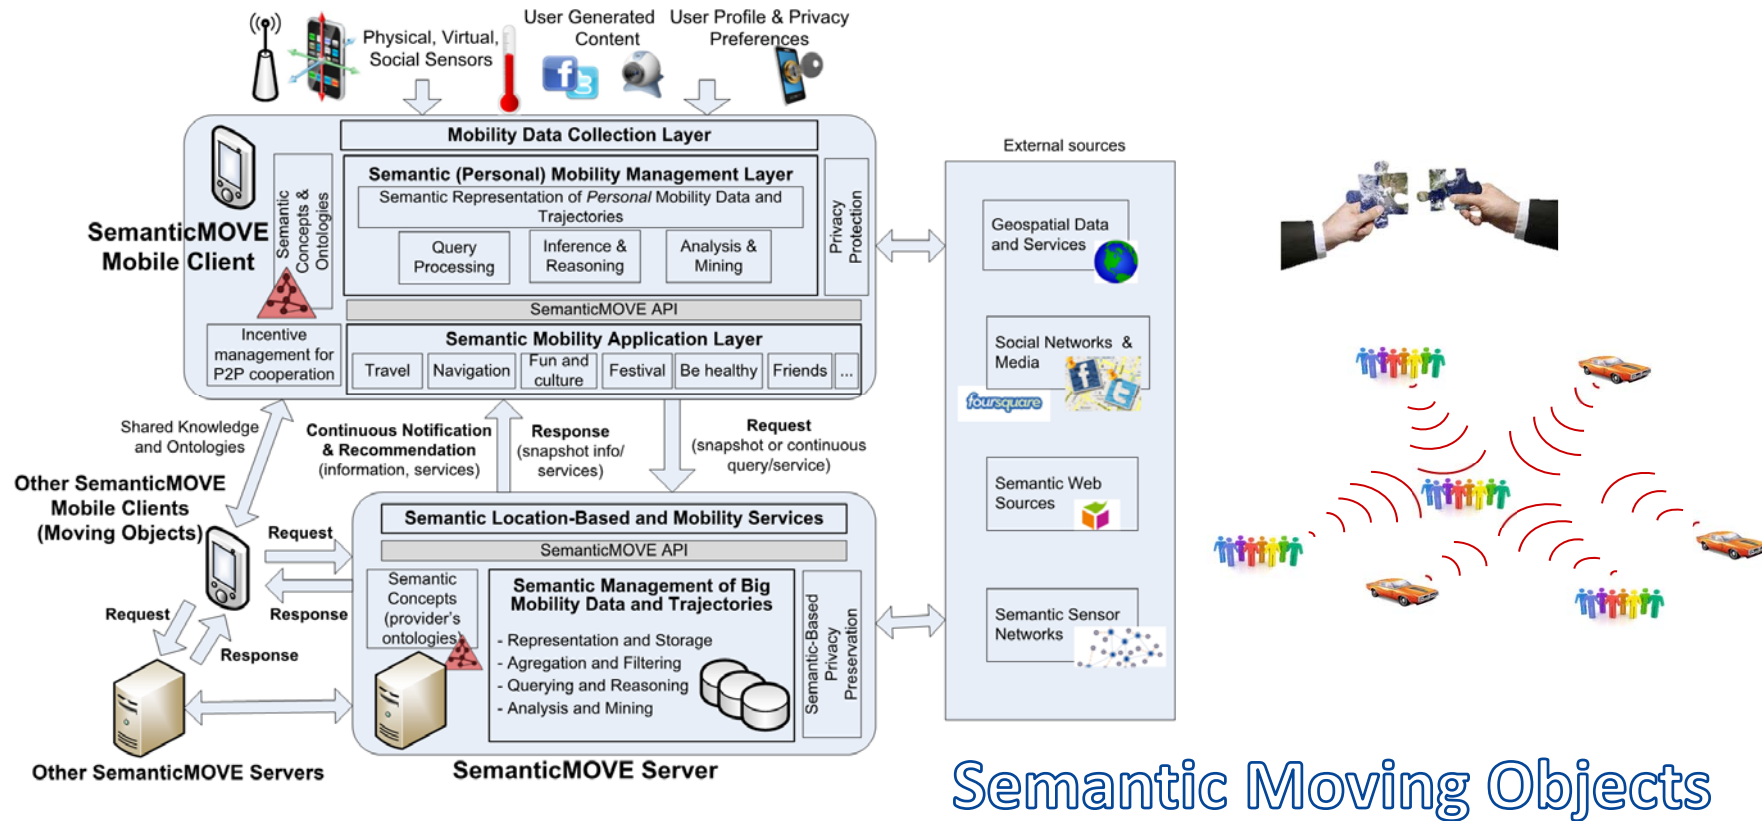 Physical, Virtual,
Social Sensors
User Generated
Content
User Profile & Privacy
Preferences
Mobility Data Collection Layer
SemanticMOVE
Mobile Client
Semantic
Concepts &
Ontologies
Semantic (Personal) Mobility Management Layer
Semantic Representation of Personal Mobility Data and
Trajectories
Query
Processing
Inference &
Reasoning
Analysis &
Mining
Privacy
Protection
SemanticMOVE API
Incentive
management for
P2P cooperation
Semantic Mobility Application Layer
Travel
Navigation
Fun and
culture
Festival
Be healthy
Friends
...
Shared Knowledge
and Ontologies
Continuous Notification
& Recommendation
(information, services)
Response
(snapshot info/
services)
Request
(snapshot or continuous
query/service)
Other SemanticMOVE
Mobile Clients
(Moving Objects)
Request
Response
Request
Response
Other SemanticMOVE Servers
Semantic Location-Based and Mobility Services
SemanticMOVE API
Semantic
Concepts
(provider's
ontologies)
Semantic Management of Big
Mobility Data and Trajectories
- Representation and Storage
- Agregation and Filtering
- Querying and Reasoning
- Analysis and Mining
Semantic-Based
Privacy
Preservation
SemanticMOVE Server
External sources
Geospatial Data
and Services
Social Networks &
Media
foursquare
Semantic Web
Sources
Semantic Sensor
Networks
Semantic Moving Objects